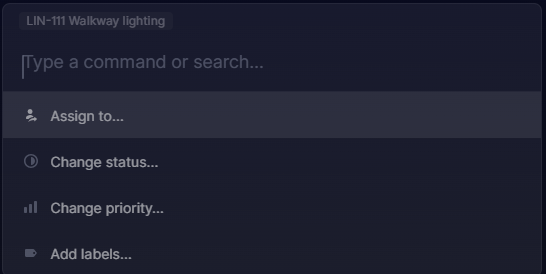 LIN-111 Walkway lighting
Type a command or search...
Assign to...
Change status...
Change priority...
Add labels...